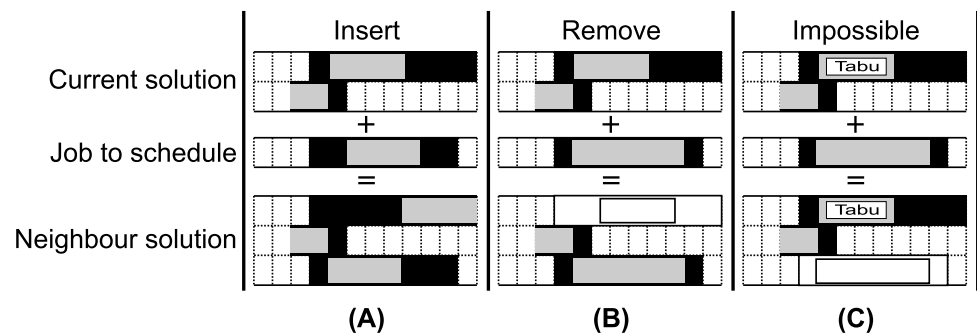 Insert Remove Impossible
Current solution Tabu
+ + +
Job to schedule
= = =
Neighbour solution Tabu
(A) (B) (C)